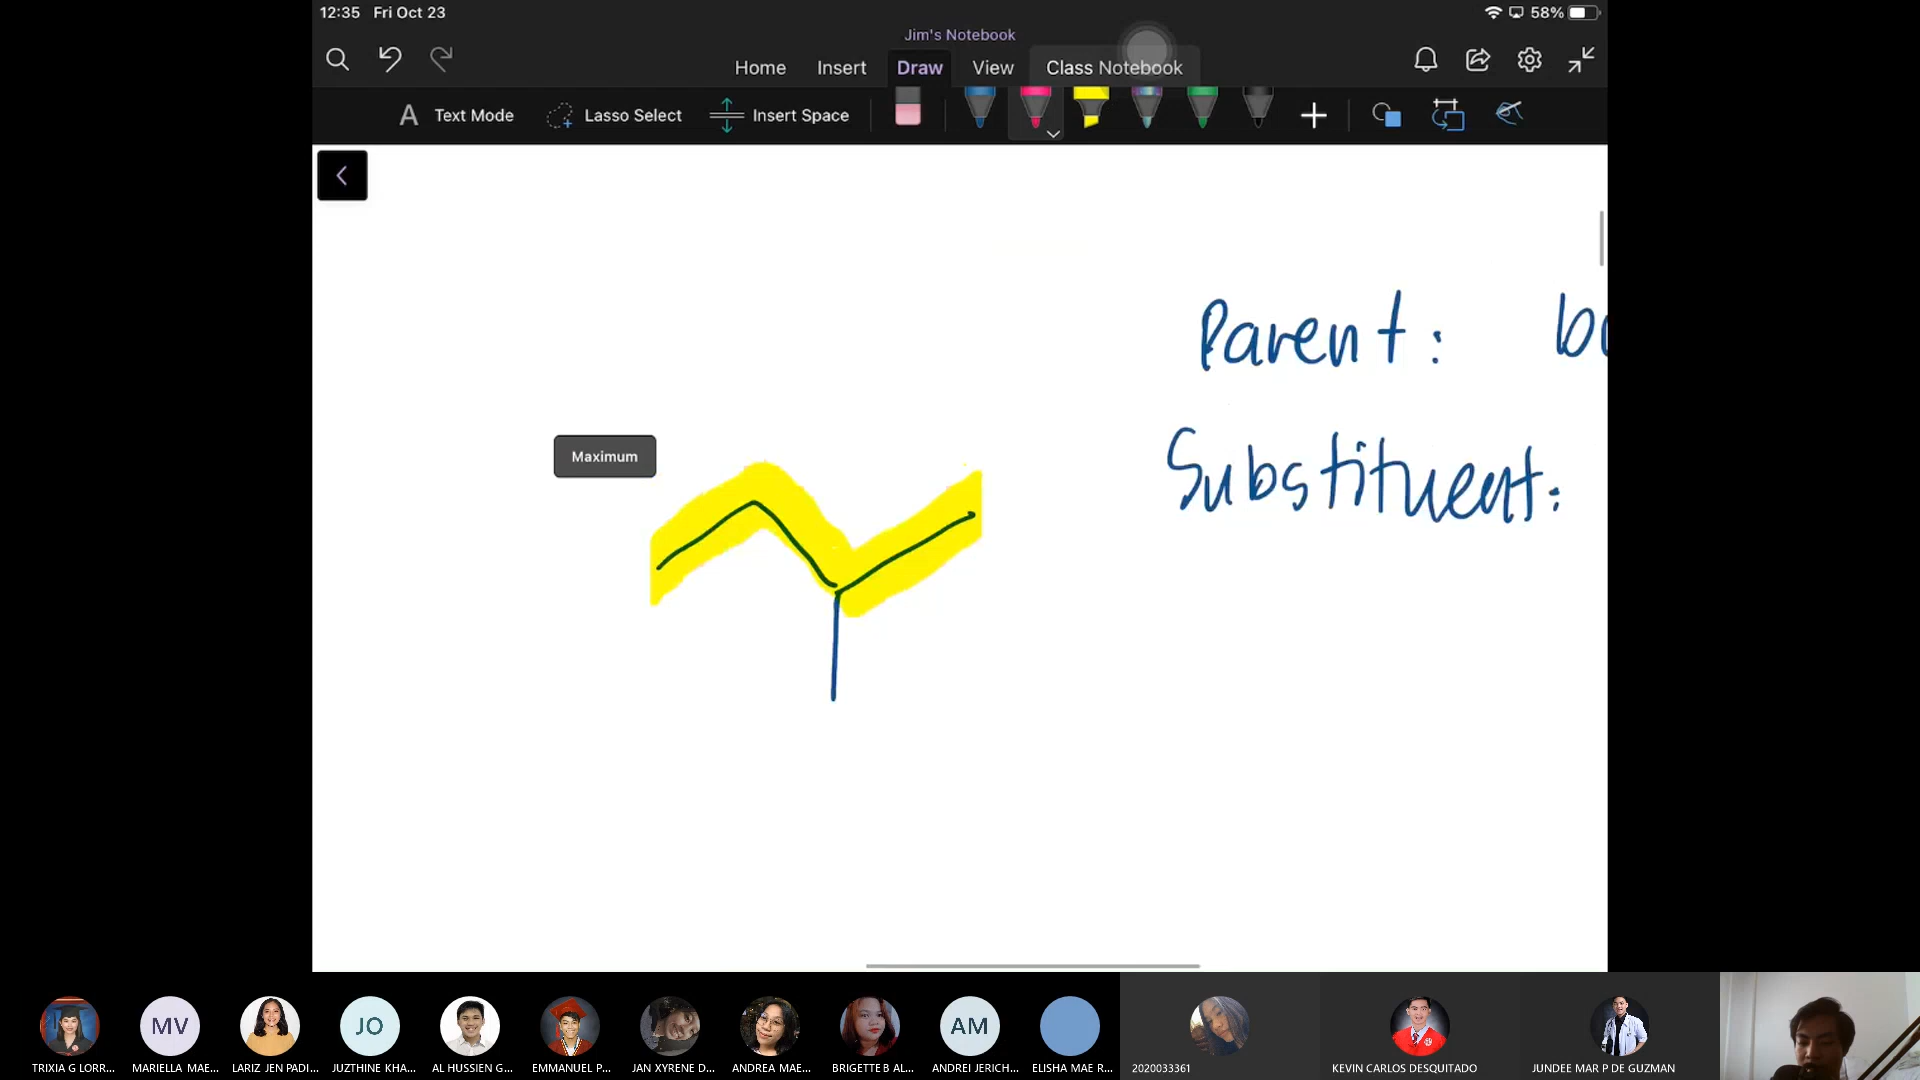 12:35 Fri Oct 23
58%
Jim's Notebook
Home Insert Draw View Class Notebook
A Text Mode Lasso Select Insert Space
Parent:
Maximum
Substituent:
MV JO AM
TRIXIA G LORR... MARIELLA MAE... LARIZ JEN PADI... JUZTHINE KHA... AL HUSSIEN G... EMMANUEL P... JAN XYRENE D... ANDREA MAE... BRIGETTE B AL... ANDREI JERICH... ELISHA MAE R... 2020033361 KEVIN CARLOS DESQUITADO JUNDEE MAR P DE GUZMAN